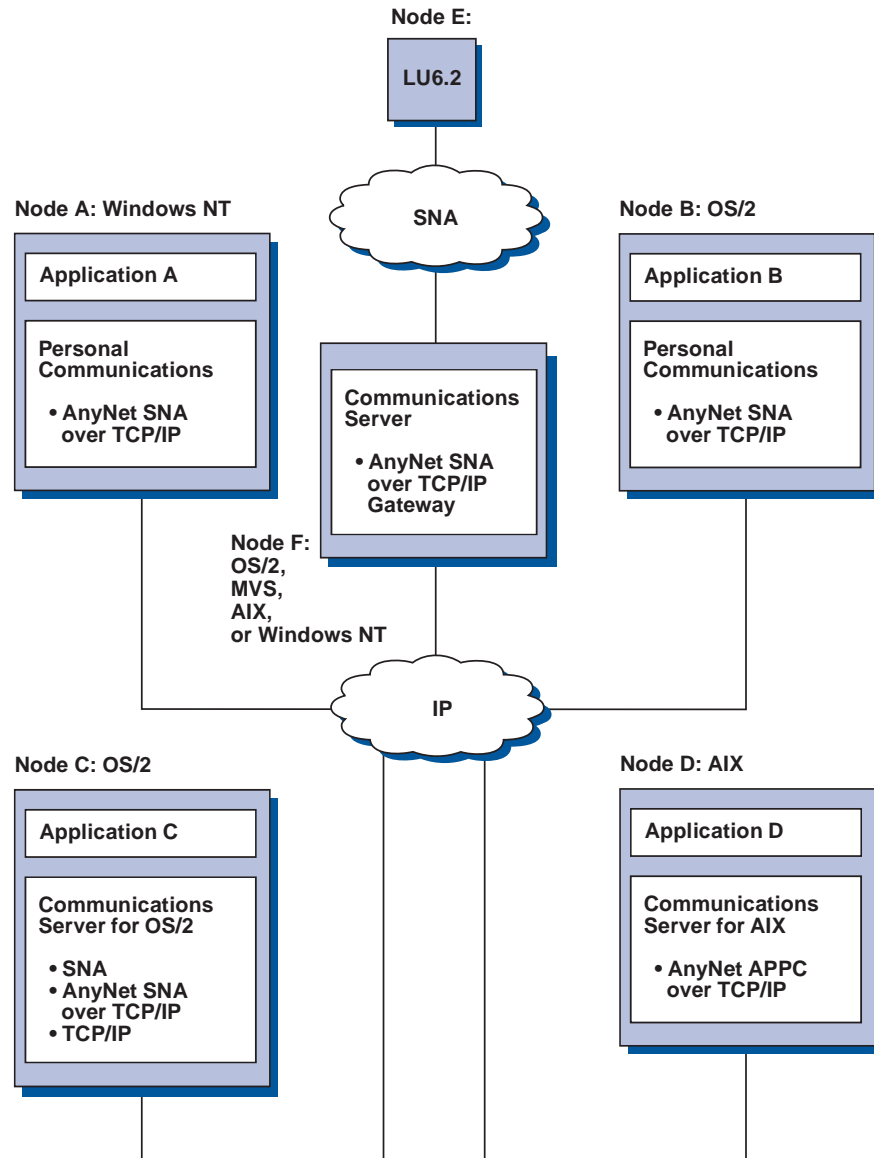 Node E:
LU6.2
SNA
Node A: Windows NT
Application A
Personal
Communications
• AnyNet SNA
over TCP/IP
Node B: OS/2
Application B
Personal
Communications
• AnyNet SNA
over TCP/IP
Communications
Server
• AnyNet SNA
over TCP/IP
Gateway
Node F:
OS/2,
MVS,
AIX,
or Windows NT
IP
Node C: OS/2
Application C
Communications
Server for OS/2
• SNA
• AnyNet SNA
over TCP/IP
• TCP/IP
Node D: AIX
Application D
Communications
Server for AIX
• AnyNet APPC
over TCP/IP